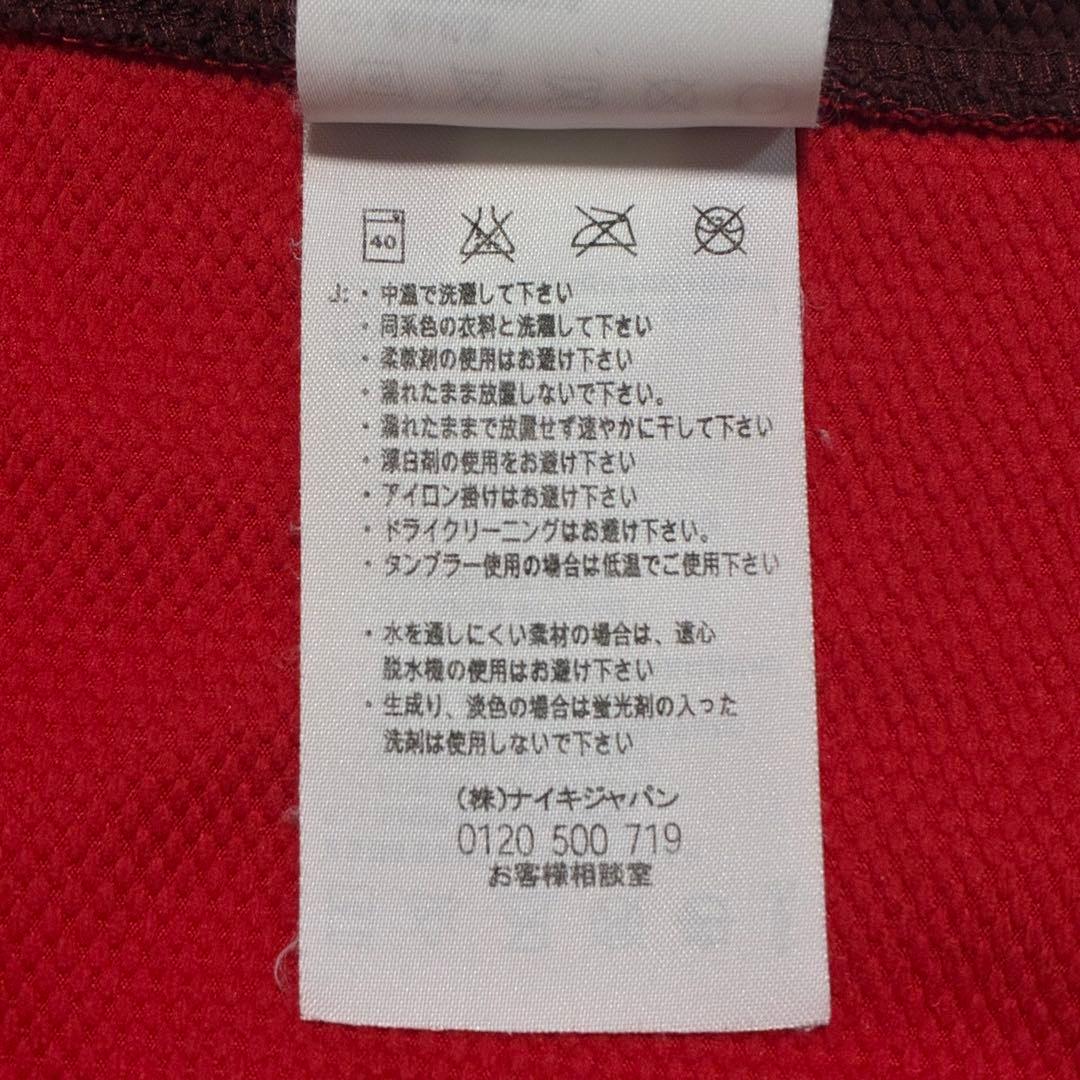 40
J: ・中温で洗濯して下さい
・同系色の衣料と洗濯して下さい
・柔軟剤の使用はお避け下さい
・濡れたまま放置しないで下さい。
・濡れたままで放置せず速やかに干して下さい
・漂白剤の使用をお避け下さい
・アイロン掛けはお避け下さい
・ドライクリーニングはお避け下さい。
・タンブラー使用の場合は低温でご使用下さい
・水を通しにくい素材の場合は、遠心
脱水機の使用はお避け下さい
・生成り、淡色の場合は蛍光剤の入った
洗剤は使用しないで下さい
(株)ナイキジャパン
0120 500 719
お客様相談室